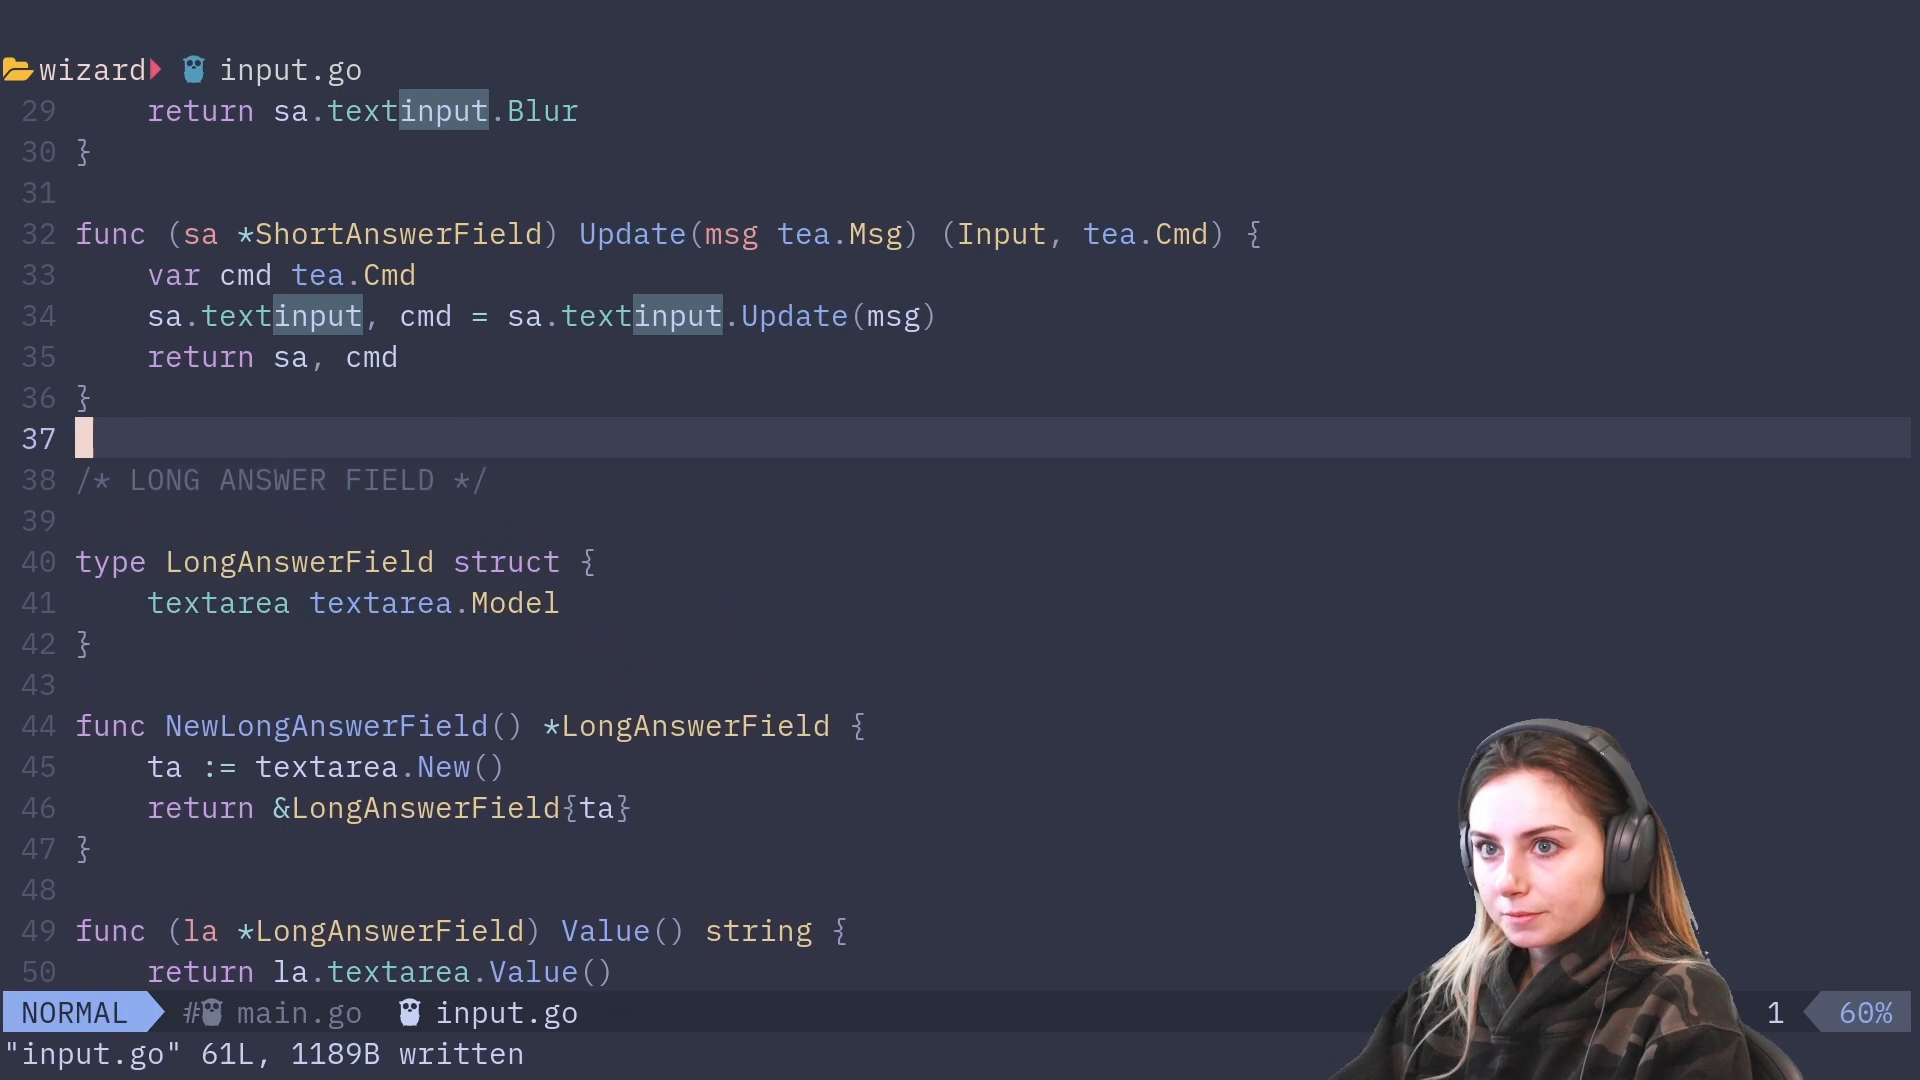 wizard input.go
29 return sa.textinput.Blur
30 }
31
32 func (sa *ShortAnswerField) Update(msg tea.Msg) (Input, tea.Cmd) {
33 var cmd tea.Cmd
34 sa.textinput, cmd = sa.textinput.Update(msg)
35 return sa, cmd
36 }
37
38 /* LONG ANSWER FIELD */
39
40 type LongAnswerField struct {
41 textarea textarea.Model
42 }
43
44 func NewLongAnswerField() *LongAnswerField {
45 ta := textarea.New()
46 return &LongAnswerField{ta}
47 }
48
49 func (la *LongAnswerField) Value() string {
50 return la.textarea.Value()
NORMAL # main.go input.go 1 60%
"input.go" 61L, 1189B written